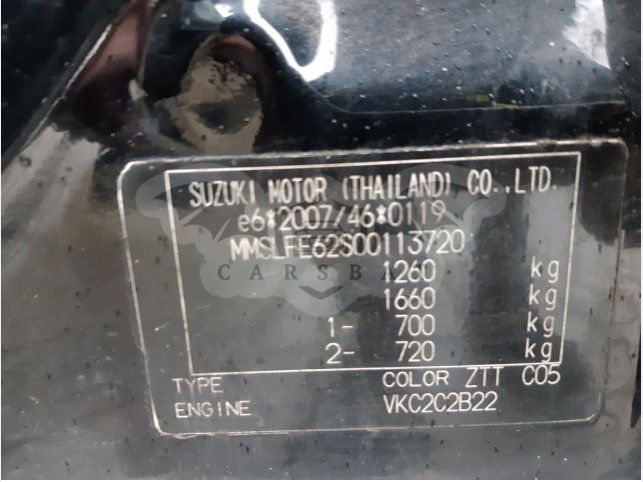 SUZUKI MOTOR (THAILAND) CO.,LTD.
e6*2007/46*0119
MMSLFE62S00113720
1260 kg
1660 kg
1- 700 kg
2- 720 kg
TYPE COLOR ZTT C05
ENGINE VKC2C2B22